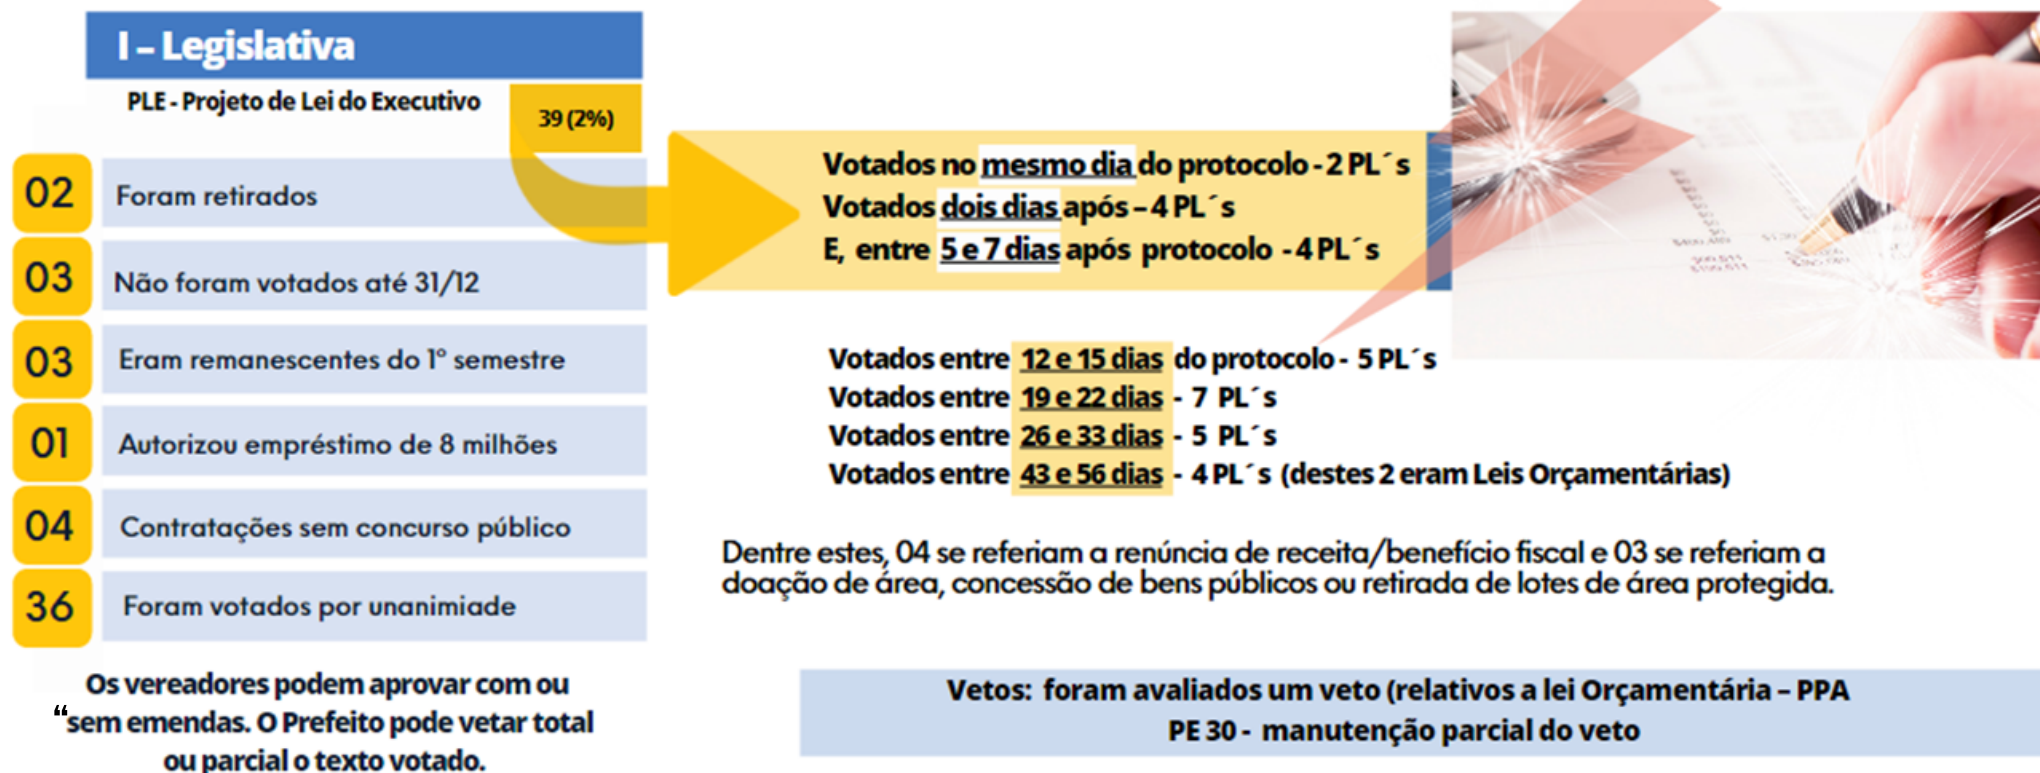 I – Legislativa
PLE - Projeto de Lei do Executivo
39 (2%)
02 Foram retirados
03 Não foram votados até 31/12
03 Eram remanescentes do 1º semestre
01 Autorizou empréstimo de 8 milhões
04 Contratações sem concurso público
36 Foram votados por unanimiade
Os vereadores podem aprovar com ou
“sem emendas. O Prefeito pode vetar total
ou parcial o texto votado.
Votados no mesmo dia do protocolo - 2 PL´s
Votados dois dias após – 4 PL´s
E, entre 5 e 7 dias após protocolo - 4 PL´s
Votados entre 12 e 15 dias do protocolo - 5 PL´s
Votados entre 19 e 22 dias - 7 PL´s
Votados entre 26 e 33 dias - 5 PL´s
Votados entre 43 e 56 dias - 4 PL´s (destes 2 eram Leis Orçamentárias)
Dentre estes, 04 se referiam a renúncia de receita/benefício fiscal e 03 se referiam a
doação de área, concessão de bens públicos ou retirada de lotes de área protegida.
Vetos: foram avaliados um veto (relativos a lei Orçamentária – PPA
PE 30 - manutenção parcial do veto